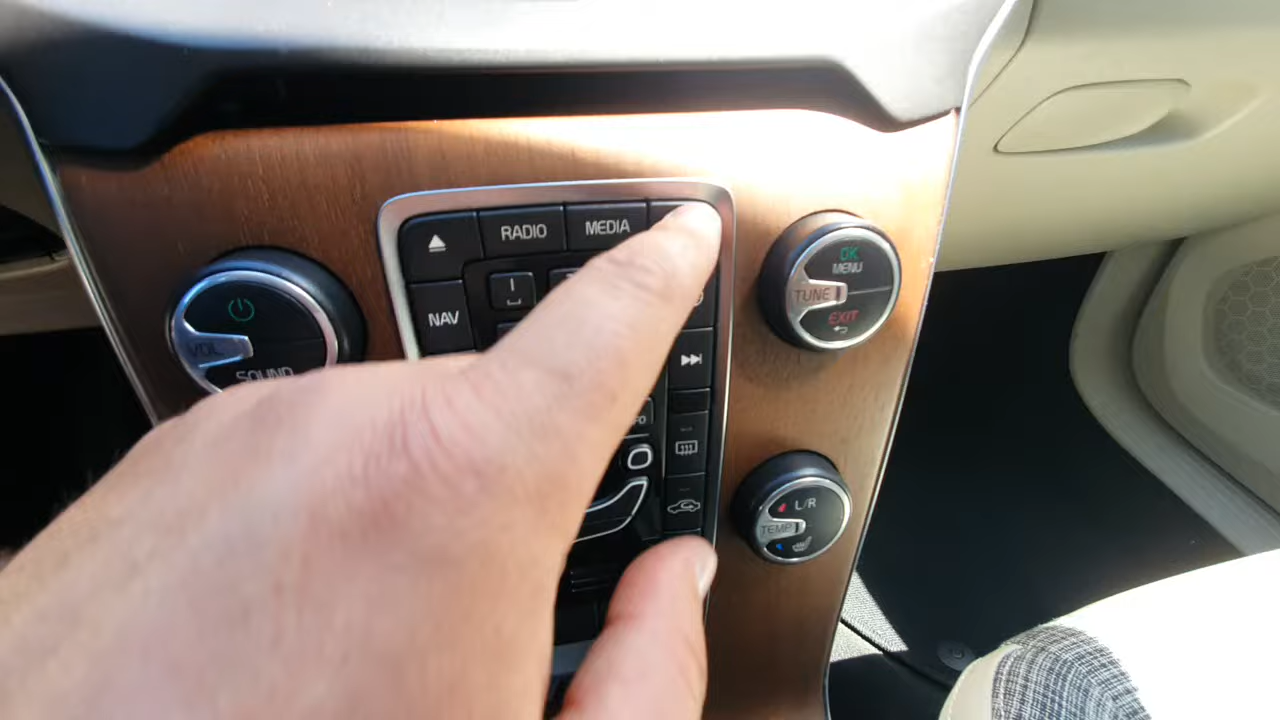 RADIO
MEDIA
NAV
VOL
SOUND
OK
MENU
TUNE
EXIT
L/R
TEMP